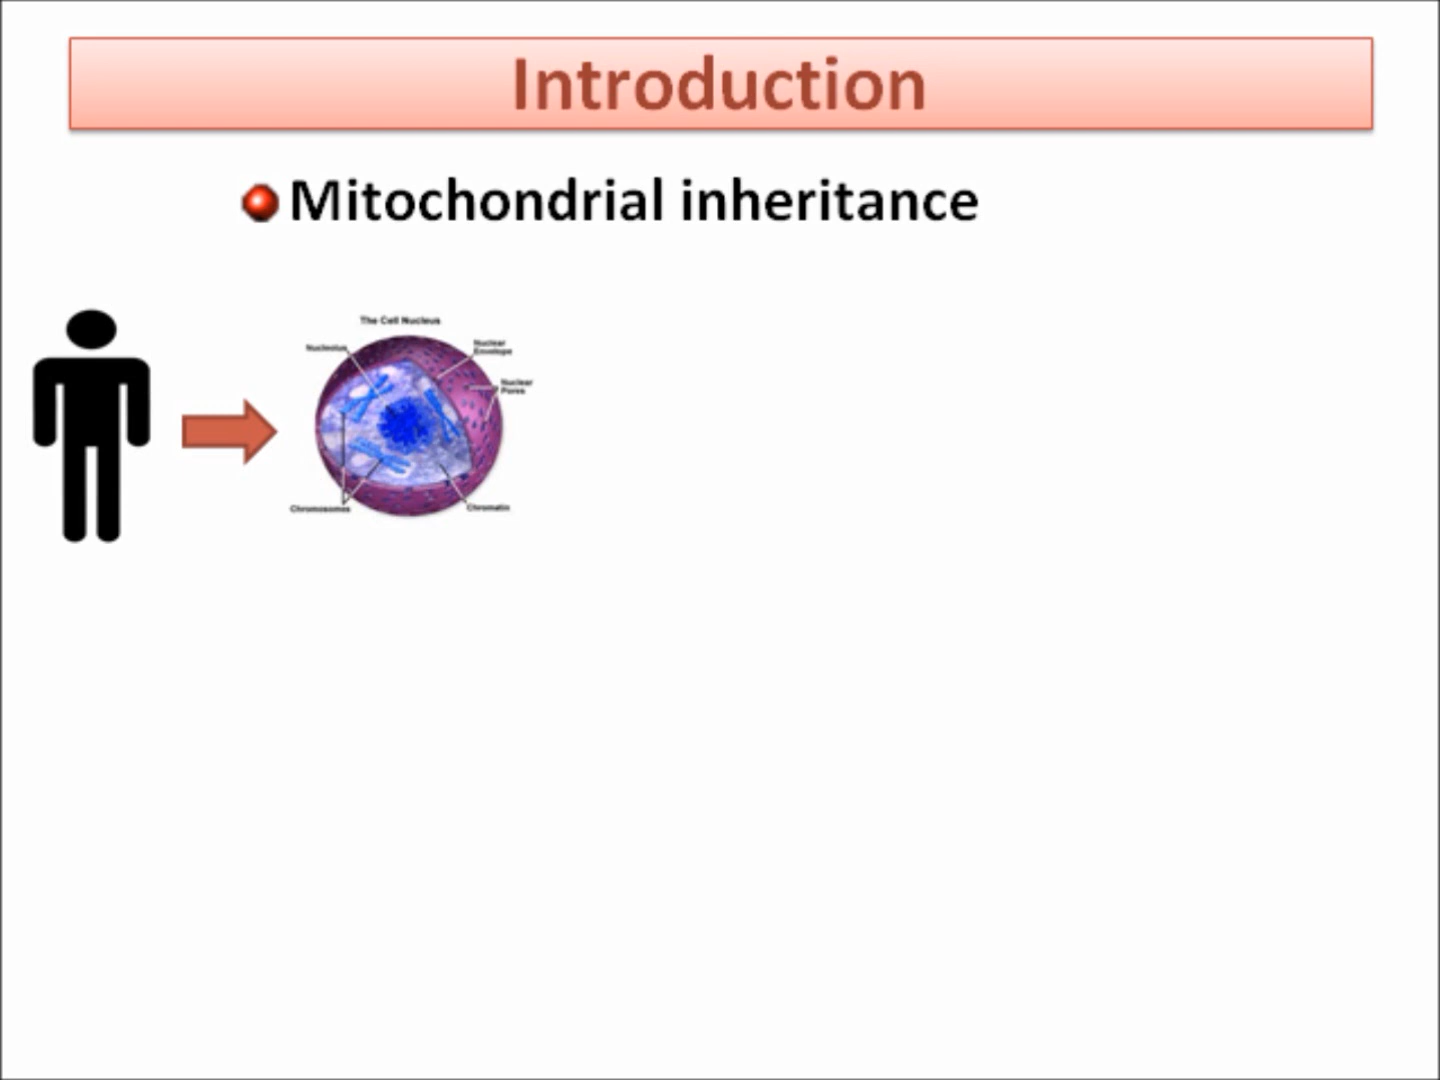 Introduction
Mitochondrial inheritance
The Cell Nucleus
Nucleolus
Nuclear
Envelope
Nuclear
Pores
Chromosomes
Chromatin